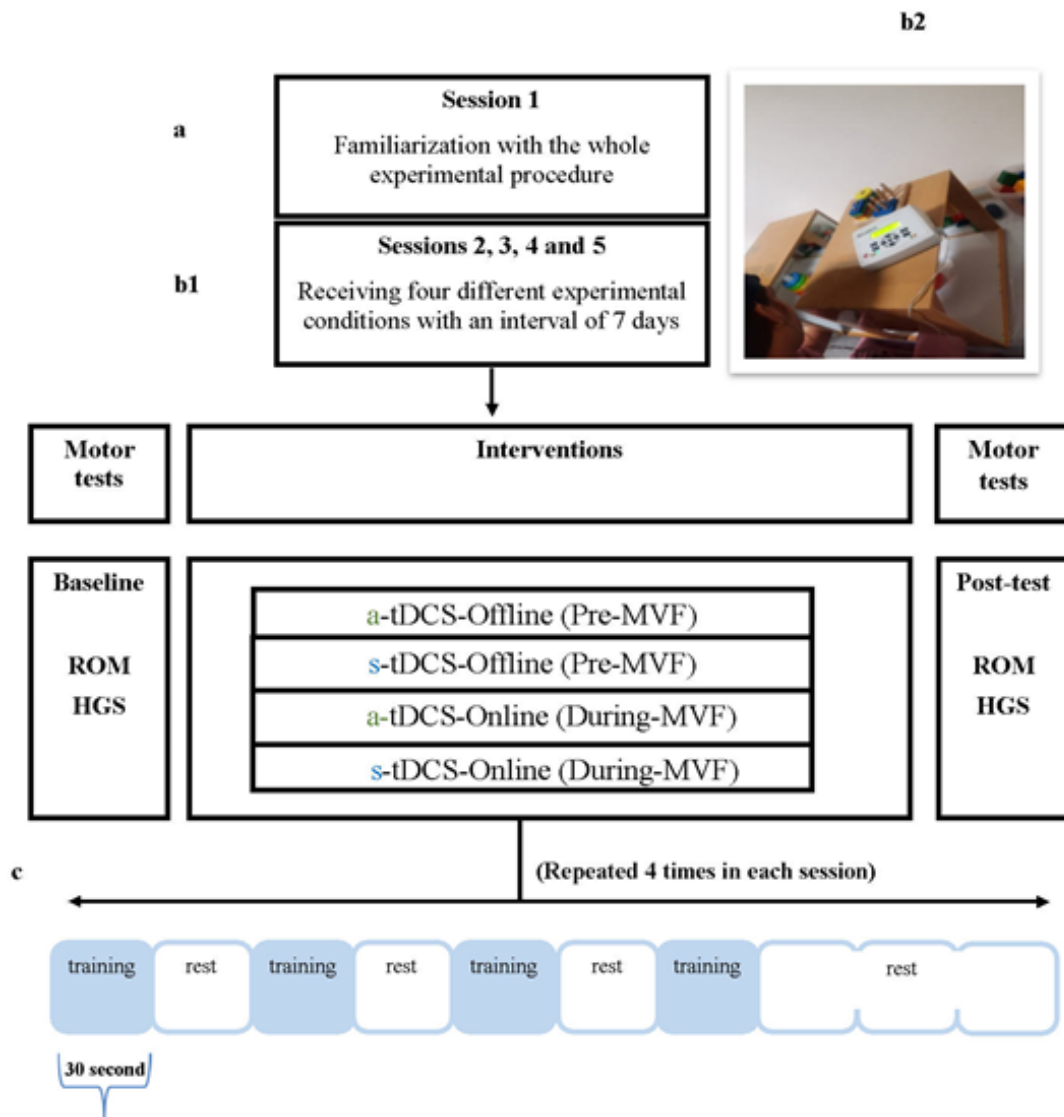 b2
a
Session 1
Familiarization with the whole
experimental procedure
b1
Sessions 2, 3, 4 and 5
Receiving four different experimental
conditions with an interval of 7 days
Motor
tests
Interventions
Motor
tests
Baseline
ROM
HGS
a-tDCS-Offline (Pre-MVF)
s-tDCS-Offline (Pre-MVF)
a-tDCS-Online (During-MVF)
s-tDCS-Online (During-MVF)
Post-test
ROM
HGS
c
(Repeated 4 times in each session)
training rest training rest training rest training rest
30 second